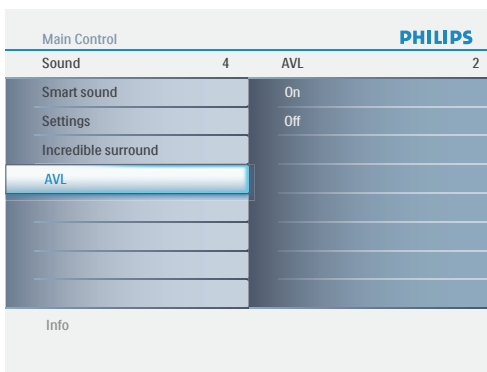 Main Control PHILIPS
Sound 4 AVL 2
Smart sound On
Settings Off
Incredible surround
AVL
Info